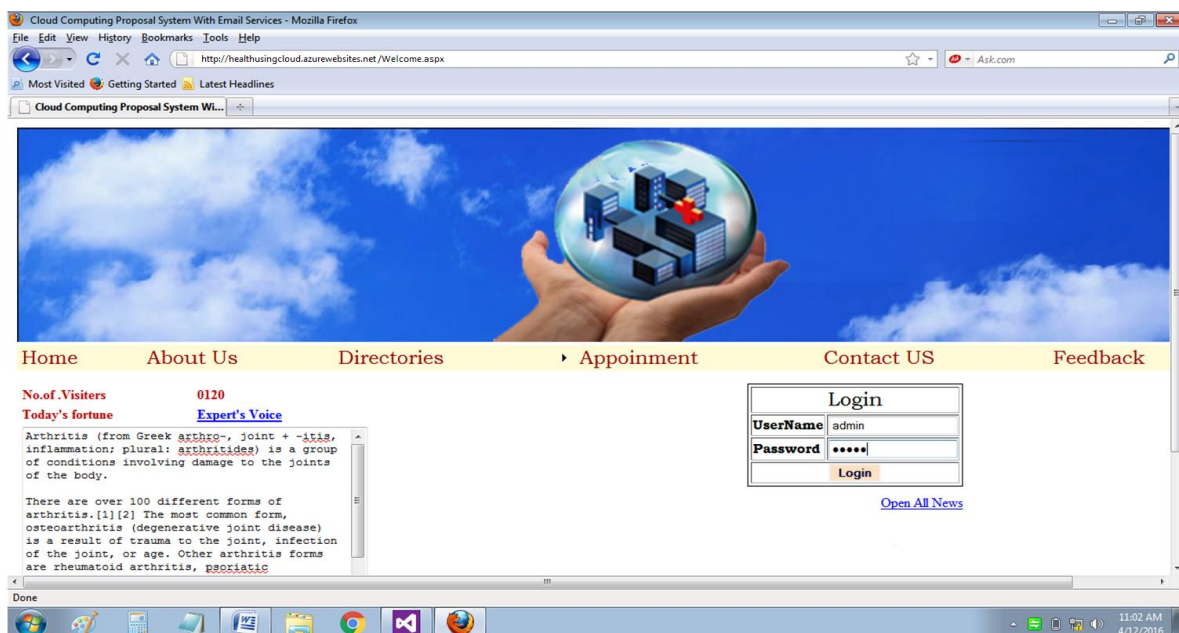 Cloud Computing Proposal System With Email Services - Mozilla Firefox
File Edit View History Bookmarks Tools Help
http://healthusingcloud.azurewebsites.net/Welcome.aspx
Ask.com
Most Visited Getting Started Latest Headlines
Cloud Computing Proposal System Wi...
Home About Us Directories Appoinment Contact US Feedback
No.of .Visiters 0120
Today's fortune Expert's Voice
Arthritis (from Greek arthro-, joint + -itis,
inflammation; plural: arthritides) is a group
of conditions involving damage to the joints
of the body.
There are over 100 different forms of
arthritis.[1][2] The most common form,
osteoarthritis (degenerative joint disease)
is a result of trauma to the joint, infection
of the joint, or age. Other arthritis forms
are rheumatoid arthritis, psoriatic
Login
UserName admin
Password •••••
Login
Open All News
Done
11:02 AM
4/12/2016